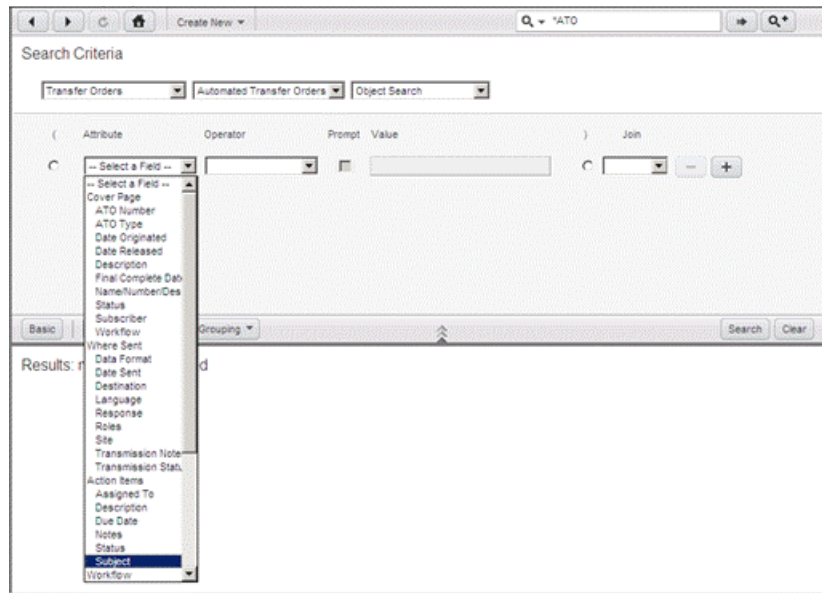 Create New
*ATO
Search Criteria
Transfer Orders Automated Transfer Orders Object Search
( Attribute Operator Prompt Value ) Join
-- Select a Field --
-- Select a Field --
Cover Page
ATO Number
ATO Type
Date Originated
Date Released
Description
Final Complete Dat
Name/Number/Des
Status
Subscriber
Workflow
Where Sent
Data Format
Date Sent
Destination
Language
Response
Roles
Site
Transmission Note
Transmission Statu
Action Items
Assigned To
Description
Due Date
Notes
Status
Subject
Workflow
Basic Grouping Search Clear
Results: